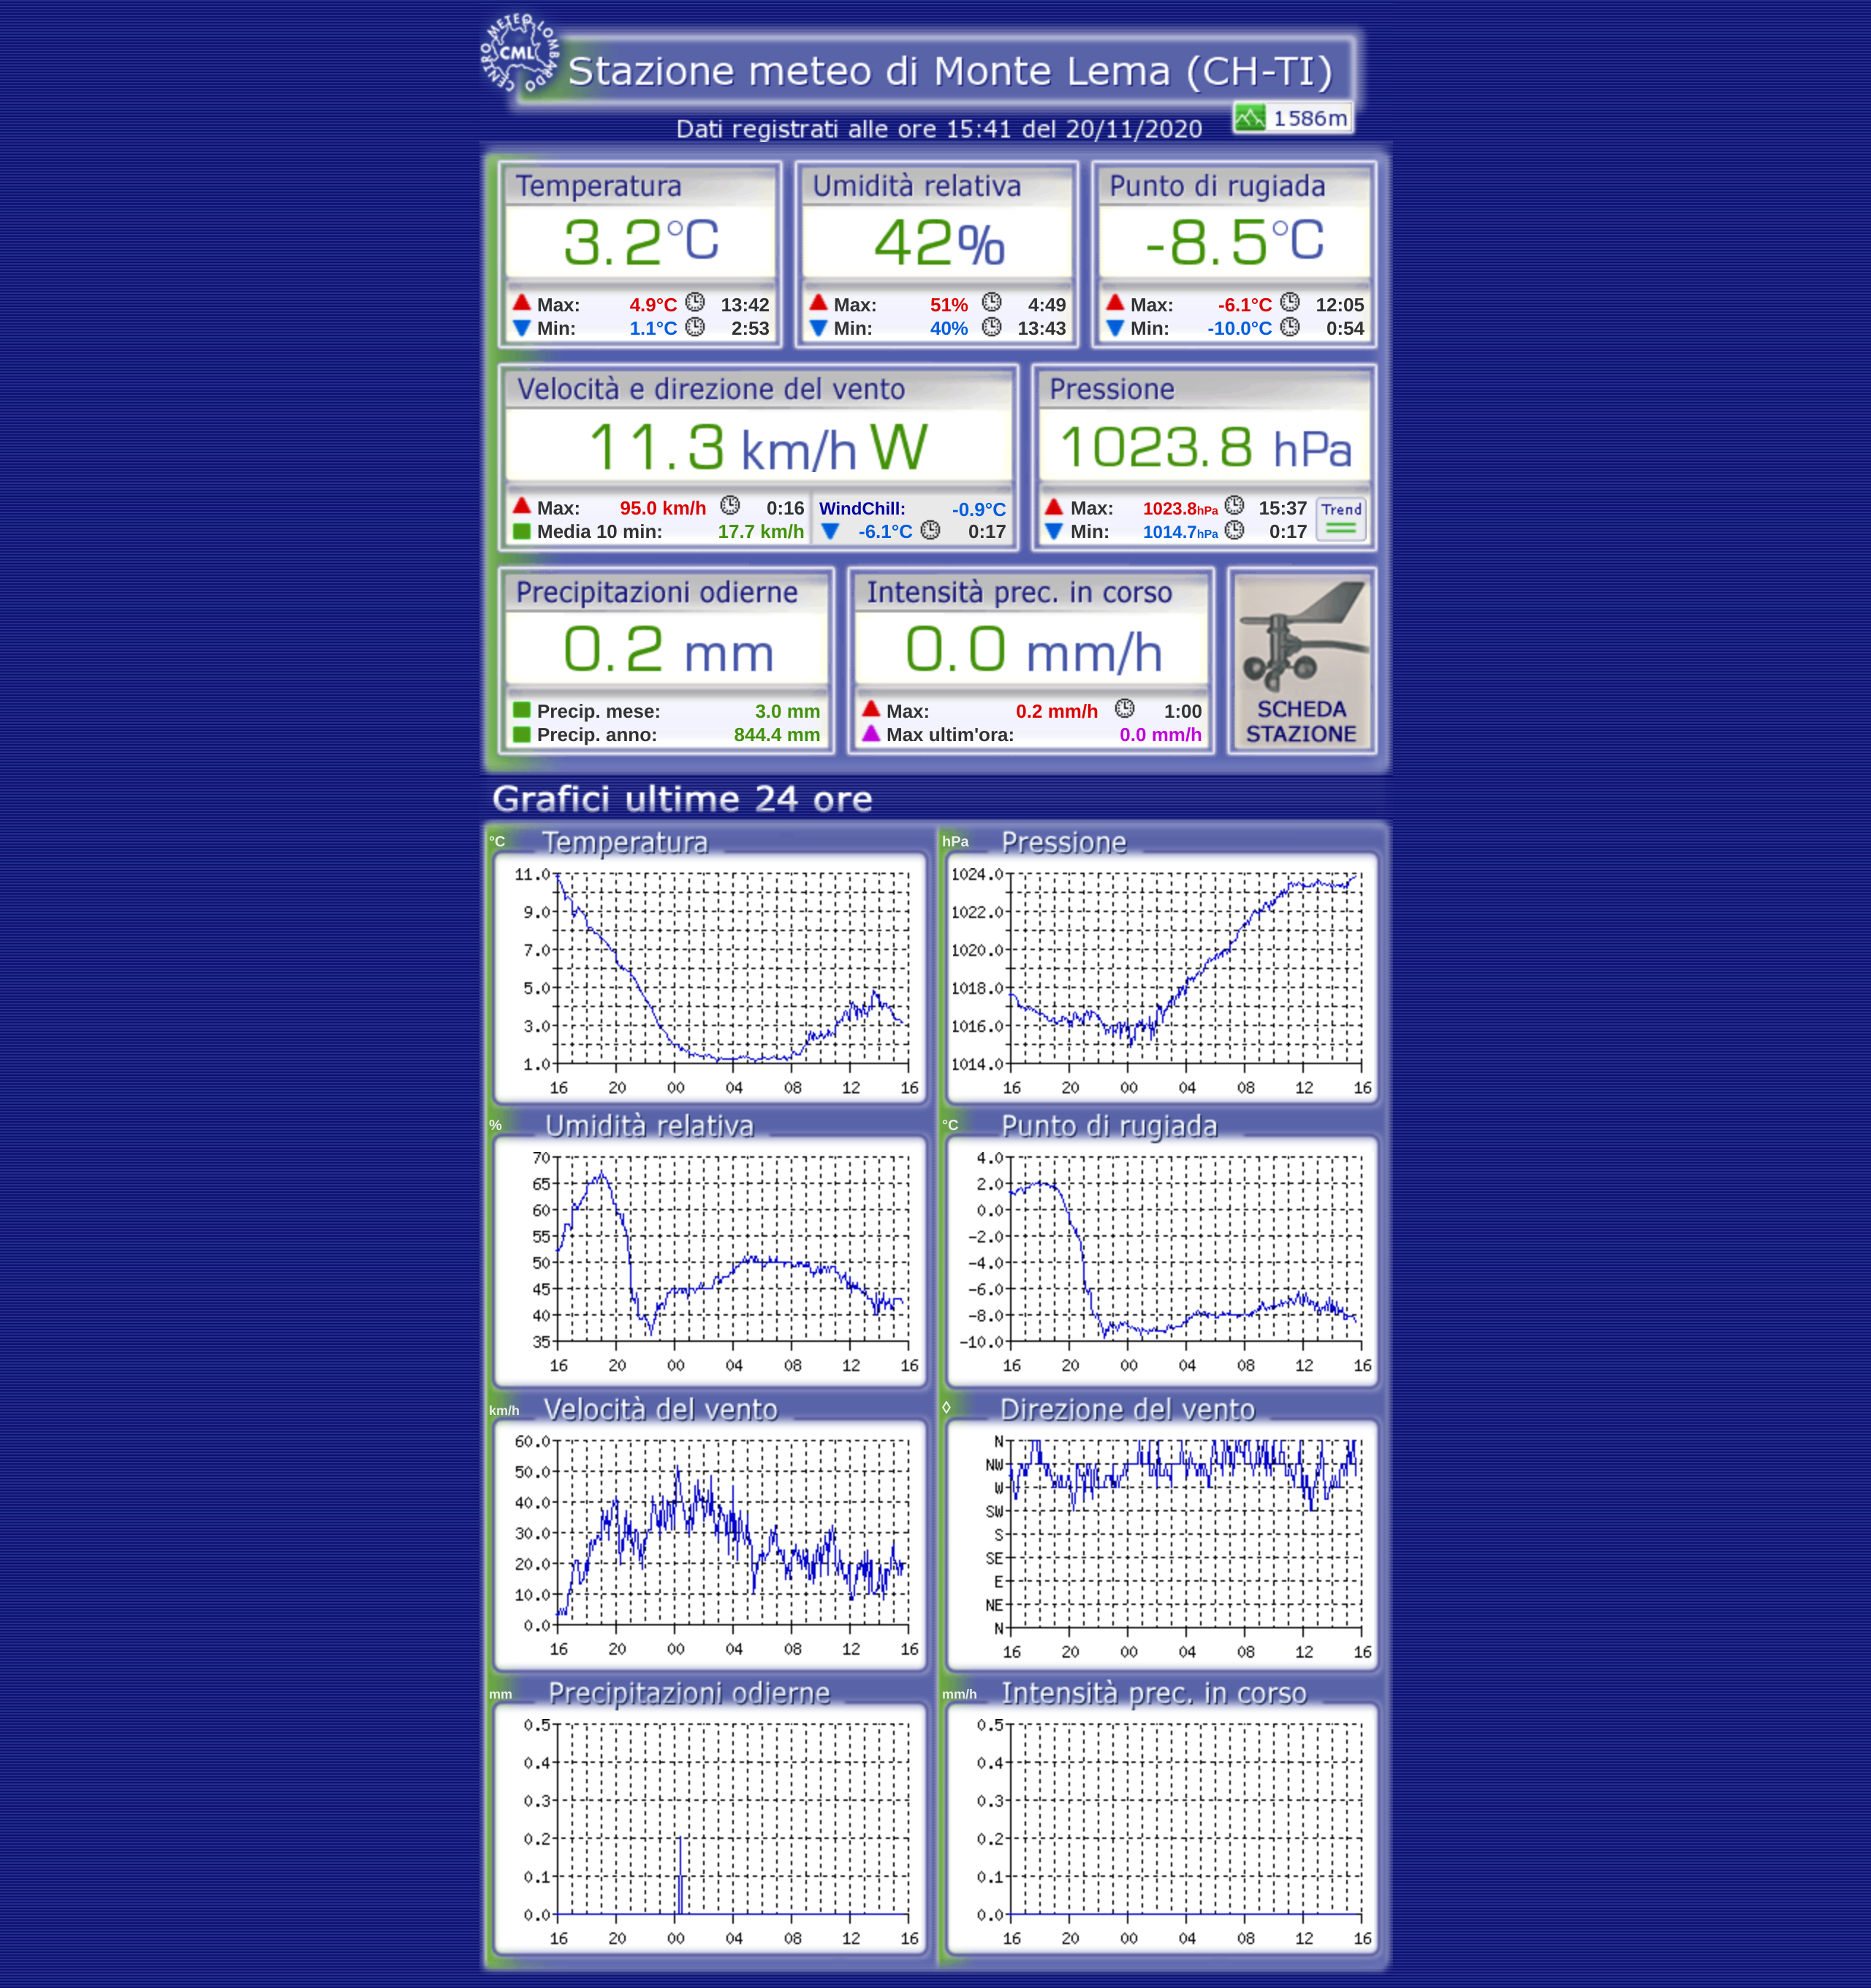 CENTRO METEO LOMBARDO
CML
Stazione meteo di Monte Lema (CH-TI)
1586m
Dati registrati alle ore 15:41 del 20/11/2020
Temperatura Umidità relativa Punto di rugiada
3.2°C 42% -8.5°C
Max: 4.9°C 13:42 Max: 51% 4:49 Max: -6.1°C 12:05
Min: 1.1°C 2:53 Min: 40% 13:43 Min: -10.0°C 0:54
Velocità e direzione del vento Pressione
11.3 km/h W 1023.8 hPa
Max: 95.0 km/h 0:16 WindChill: -0.9°C Max: 1023.8hPa 15:37 Trend
Media 10 min: 17.7 km/h -6.1°C 0:17 Min: 1014.7hPa 0:17
Precipitazioni odierne Intensità prec. in corso
0.2 mm 0.0 mm/h
Precip. mese: 3.0 mm Max: 0.2 mm/h 1:00 SCHEDA
Precip. anno: 844.4 mm Max ultim'ora: 0.0 mm/h STAZIONE
Grafici ultime 24 ore
°C Temperatura
11.0
9.0
7.0
5.0
3.0
1.0
16 20 00 04 08 12 16
hPa Pressione
1024.0
1022.0
1020.0
1018.0
1016.0
1014.0
16 20 00 04 08 12 16
% Umidità relativa
70
65
60
55
50
45
40
35
16 20 00 04 08 12 16
°C Punto di rugiada
4.0
2.0
0.0
-2.0
-4.0
-6.0
-8.0
-10.0
16 20 00 04 08 12 16
km/h Velocità del vento
60.0
50.0
40.0
30.0
20.0
10.0
0.0
16 20 00 04 08 12 16
◊ Direzione del vento
N
NW
W
SW
S
SE
E
NE
N
16 20 00 04 08 12 16
mm Precipitazioni odierne
0.5
0.4
0.3
0.2
0.1
0.0
16 20 00 04 08 12 16
mm/h Intensità prec. in corso
0.5
0.4
0.3
0.2
0.1
0.0
16 20 00 04 08 12 16